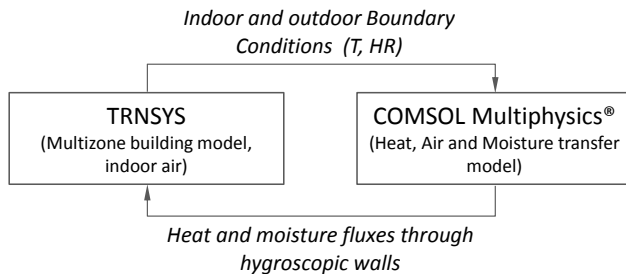 Indoor and outdoor Boundary
Conditions (T, HR)
TRNSYS
(Multizone building model,
indoor air)
COMSOL Multiphysics®
(Heat, Air and Moisture transfer
model)
Heat and moisture fluxes through
hygroscopic walls